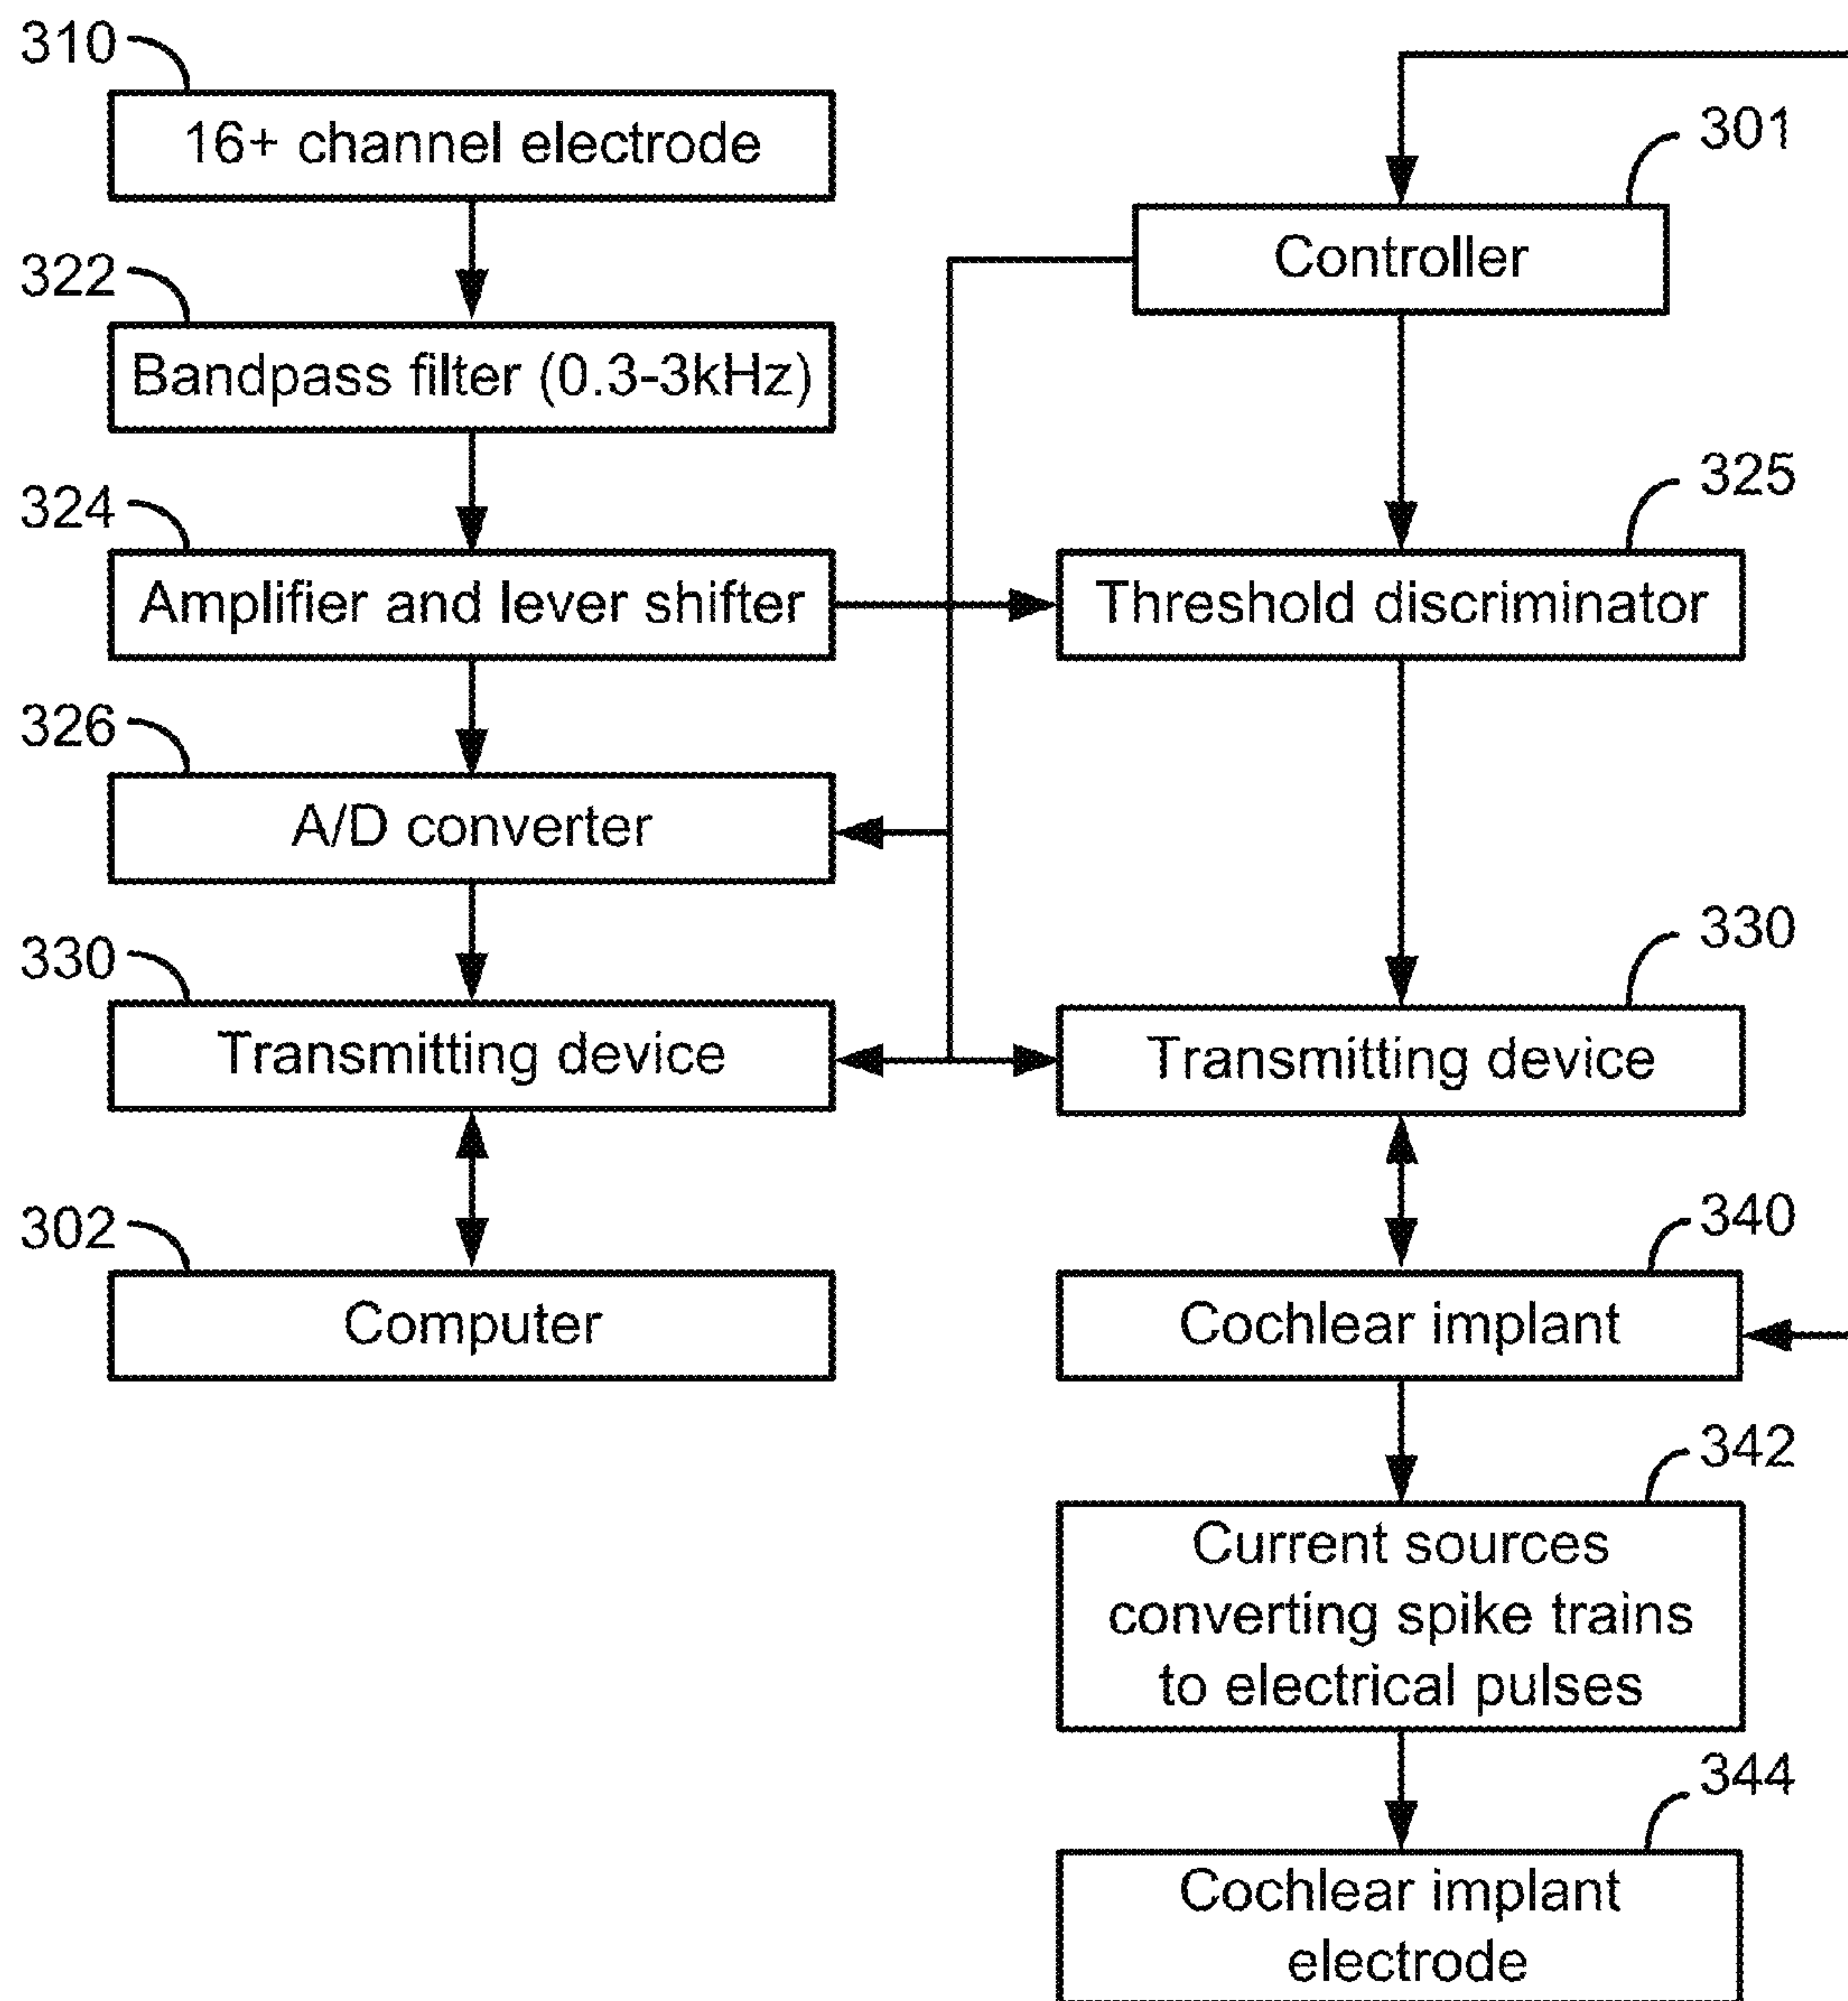 310
16+ channel electrode
301
Controller
322
Bandpass filter (0.3-3kHz)
324
Amplifier and lever shifter
325
Threshold discriminator
326
A/D converter
330
Transmitting device
330
Transmitting device
302
Computer
340
Cochlear implant
342
Current sources
converting spike trains
to electrical pulses
344
Cochlear implant
electrode